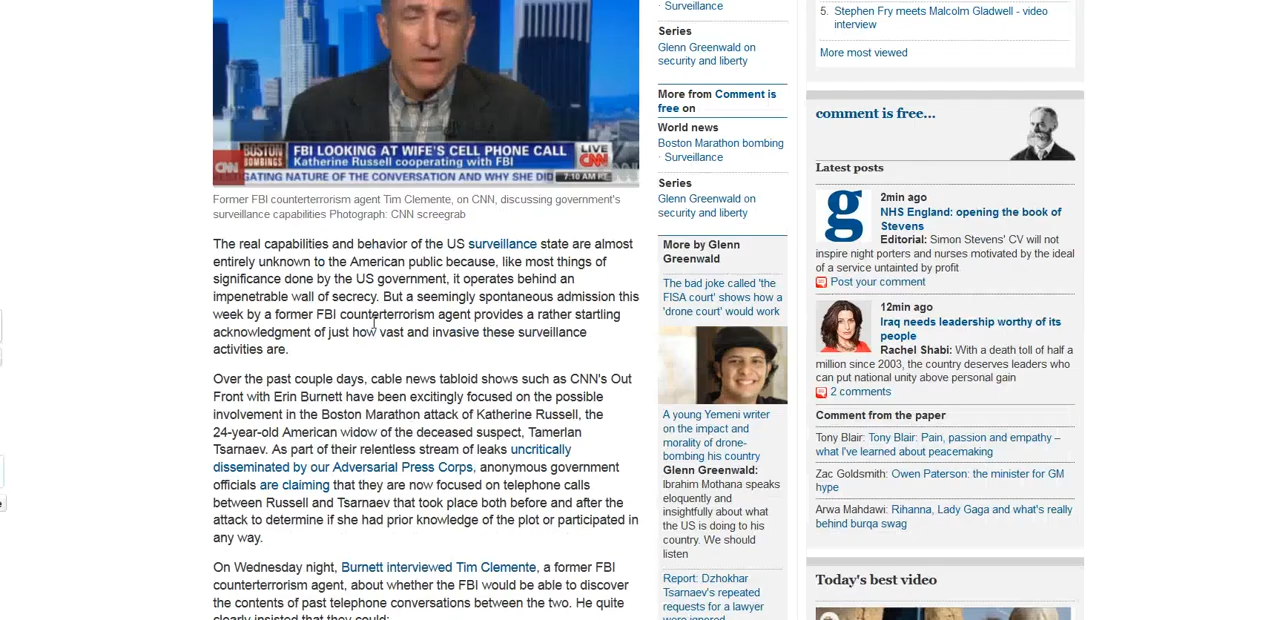 BOSTON
BOMBINGS
FBI LOOKING AT WIFE'S CELL PHONE CALL
Katherine Russell cooperating with FBI
LIVE
CNN
CNN
GATING NATURE OF THE CONVERSATION AND WHY SHE DID
7:10 AM
Former FBI counterterrorism agent Tim Clemente, on CNN, discussing government's
surveillance capabilities Photograph: CNN screegrab
The real capabilities and behavior of the US surveillance state are almost
entirely unknown to the American public because, like most things of
significance done by the US government, it operates behind an
impenetrable wall of secrecy. But a seemingly spontaneous admission this
week by a former FBI counterterrorism agent provides a rather startling
acknowledgment of just how vast and invasive these surveillance
activities are.
Over the past couple days, cable news tabloid shows such as CNN's Out
Front with Erin Burnett have been excitingly focused on the possible
involvement in the Boston Marathon attack of Katherine Russell, the
24-year-old American widow of the deceased suspect, Tamerlan
Tsarnaev. As part of their relentless stream of leaks uncritically
disseminated by our Adversarial Press Corps, anonymous government
officials are claiming that they are now focused on telephone calls
between Russell and Tsarnaev that took place both before and after the
attack to determine if she had prior knowledge of the plot or participated in
any way.
On Wednesday night, Burnett interviewed Tim Clemente, a former FBI
counterterrorism agent, about whether the FBI would be able to discover
the contents of past telephone conversations between the two. He quite
clearly insisted that they could:
· Surveillance
Series
Glenn Greenwald on
security and liberty
More from Comment is
free on
World news
Boston Marathon bombing
· Surveillance
Series
Glenn Greenwald on
security and liberty
More by Glenn
Greenwald
The bad joke called 'the
FISA court' shows how a
'drone court' would work
A young Yemeni writer
on the impact and
morality of drone-
bombing his country
Glenn Greenwald:
Ibrahim Mothana speaks
eloquently and
insightfully about what
the US is doing to his
country. We should
listen
Report: Dzhokhar
Tsarnaev's repeated
requests for a lawyer
were ignored
5. Stephen Fry meets Malcolm Gladwell - video
interview
More most viewed
comment is free...
Latest posts
g
2min ago
NHS England: opening the book of
Stevens
Editorial: Simon Stevens' CV will not
inspire night porters and nurses motivated by the ideal
of a service untainted by profit
Post your comment
12min ago
Iraq needs leadership worthy of its
people
Rachel Shabi: With a death toll of half a
million since 2003, the country deserves leaders who
can put national unity above personal gain
2 comments
Comment from the paper
Tony Blair: Tony Blair: Pain, passion and empathy –
what I've learned about peacemaking
Zac Goldsmith: Owen Paterson: the minister for GM
hype
Arwa Mahdawi: Rihanna, Lady Gaga and what's really
behind burqa swag
Today's best video